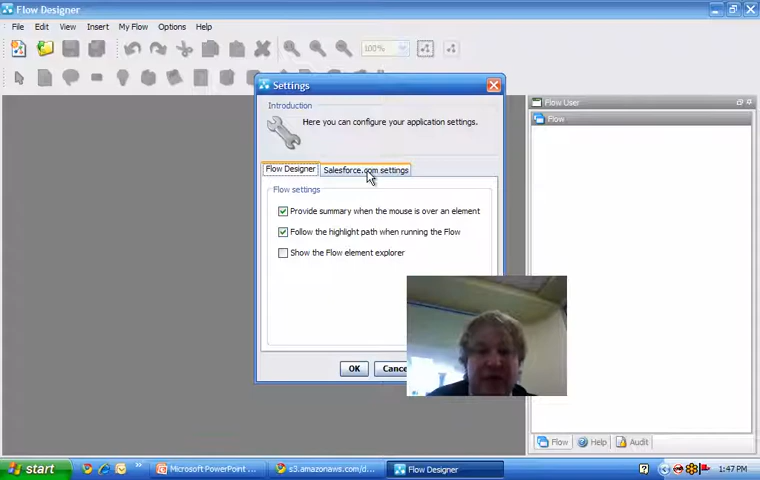 Flow Designer
File Edit View Insert My Flow Options Help
100%
Settings
Introduction
Here you can configure your application settings.
Flow Designer Salesforce.com settings
Flow settings
Provide summary when the mouse is over an element
Follow the highlight path when running the Flow
Show the Flow element explorer
OK Cance
Flow User
Flow
Flow Help Audit
start
Microsoft PowerPoint ...
s3.amazonaws.com/d...
Flow Designer
1:47 PM